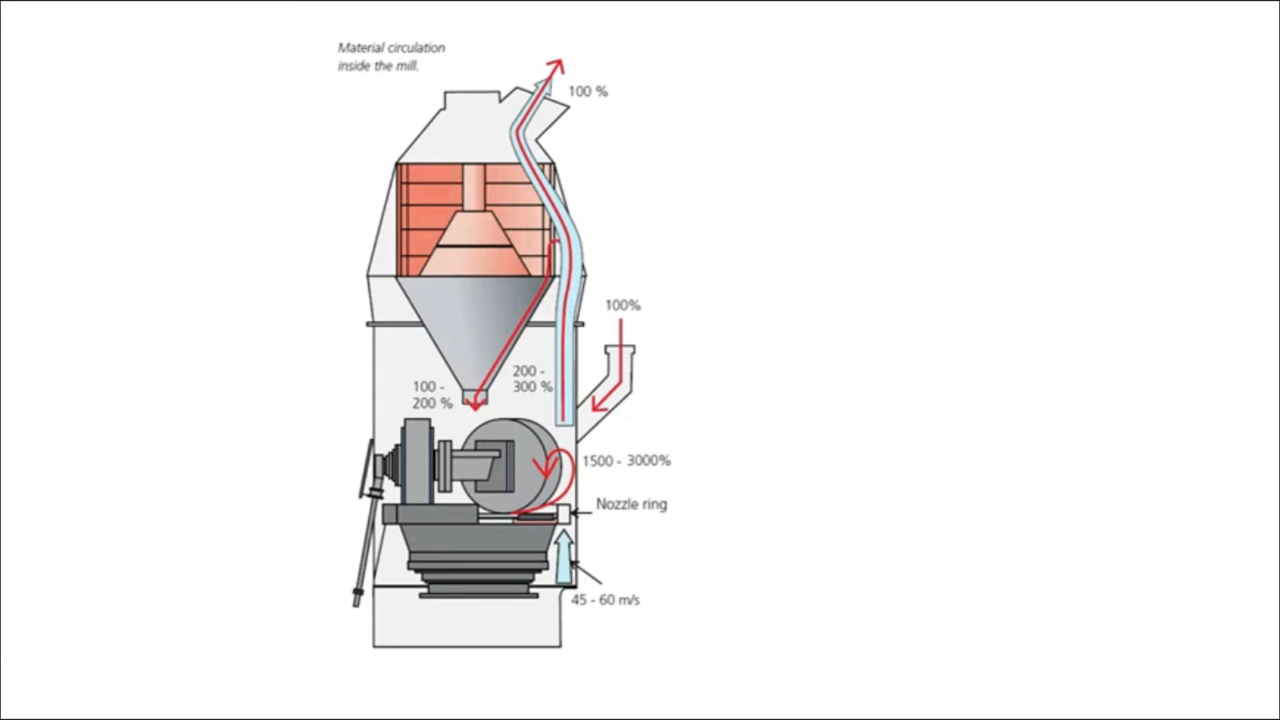 Material circulation
inside the mill.
100 %
100%
200 -
300 %
100 -
200 %
1500 - 3000%
Nozzle ring
45 - 60 m/s